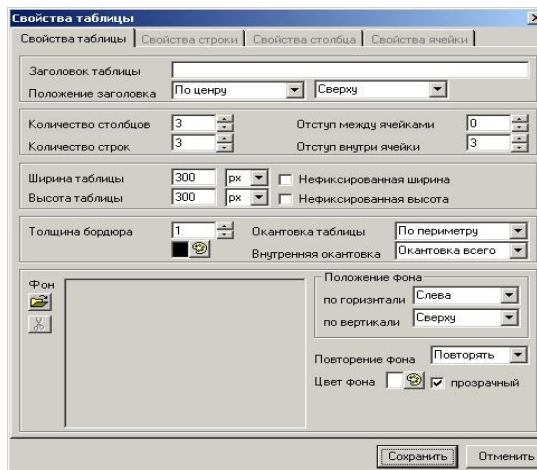 Свойства таблицы
Свойства таблицы Свойства строки Свойства столбца Свойства ячейки
Заголовок таблицы
Положение заголовка По ценру Сверху
Количество столбцов 3 Отступ между ячейками 0
Количество строк 3 Отступ внутри ячейки 3
Ширина таблицы 300 px Нефиксированная ширина
Высота таблицы 300 px Нефиксированная высота
Толщина бордюра 1 Окантовка таблицы По периметру
Внутренняя окантовка Окантовка всего
Фон
Положение фона
по горизнтали Слева
по вертикали Сверху
Повторение фона Повторять
Цвет фона прозрачный
Сохранить Отменить